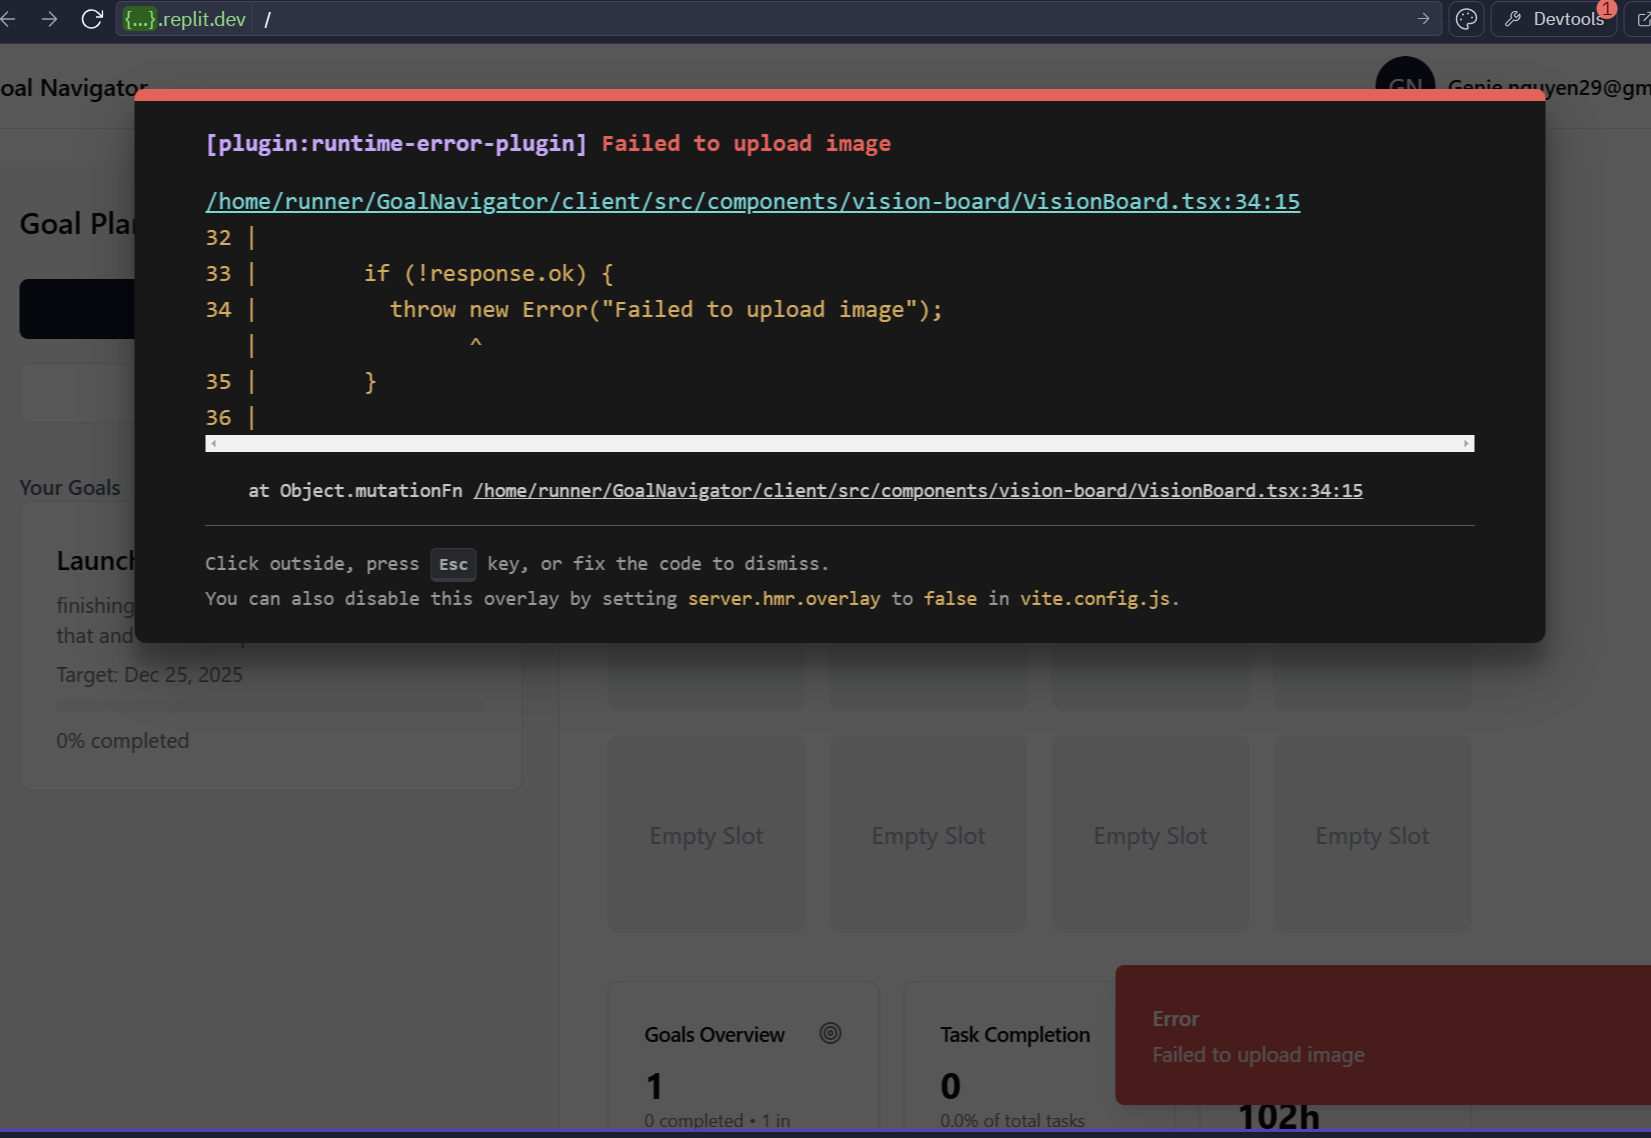 {...}.replit.dev /
Devtools 1
oal Navigator
GN Genie.nguyen29@gm
[plugin:runtime-error-plugin] Failed to upload image
/home/runner/GoalNavigator/client/src/components/vision-board/VisionBoard.tsx:34:15
32 |
33 |        if (!response.ok) {
34 |          throw new Error("Failed to upload image");
   |                ^
35 |        }
36 |
at Object.mutationFn /home/runner/GoalNavigator/client/src/components/vision-board/VisionBoard.tsx:34:15
Click outside, press Esc key, or fix the code to dismiss.
You can also disable this overlay by setting server.hmr.overlay to false in vite.config.js.
Goal Plan
Your Goals
Launch
finishing
that and
Target: Dec 25, 2025
0% completed
Empty Slot Empty Slot Empty Slot Empty Slot
Goals Overview
1
0 completed • 1 in
Task Completion
0
0.0% of total tasks
102h
Error
Failed to upload image